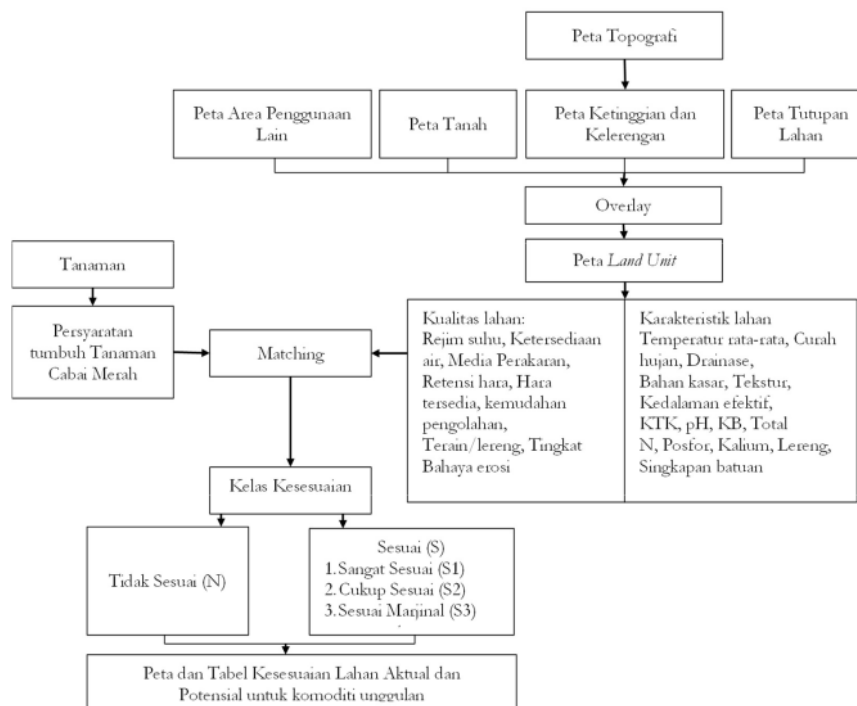 Peta Topografi
Peta Area Penggunaan
Lain
Peta Tanah
Peta Ketinggian dan
Kelerengan
Peta Tutupan
Lahan
Overlay
Peta Land Unit
Tanaman
Persyaratan
tumbuh Tanaman
Cabai Merah
Matching
Kualitas lahan:
Rejim suhu, Ketersediaan
air, Media Perakaran,
Retensi hara, Hara
tersedia, kemudahan
pengolahan,
Terain/lereng, Tingkat
Bahaya erosi
Karakteristik lahan
Temperatur rata-rata, Curah
hujan, Drainase,
Bahan kasar, Tekstur,
Kedalaman efektif,
KTK, pH, KB, Total
N, Posfor, Kalium, Lereng,
Singkapan batuan
Kelas Kesesuaian
Tidak Sesuai (N)
Sesuai (S)
1.Sangat Sesuai (S1)
2. Cukup Sesuai (S2)
3. Sesuai Marjinal (S3)
Peta dan Tabel Kesesuaian Lahan Aktual dan
Potensial untuk komoditi unggulan